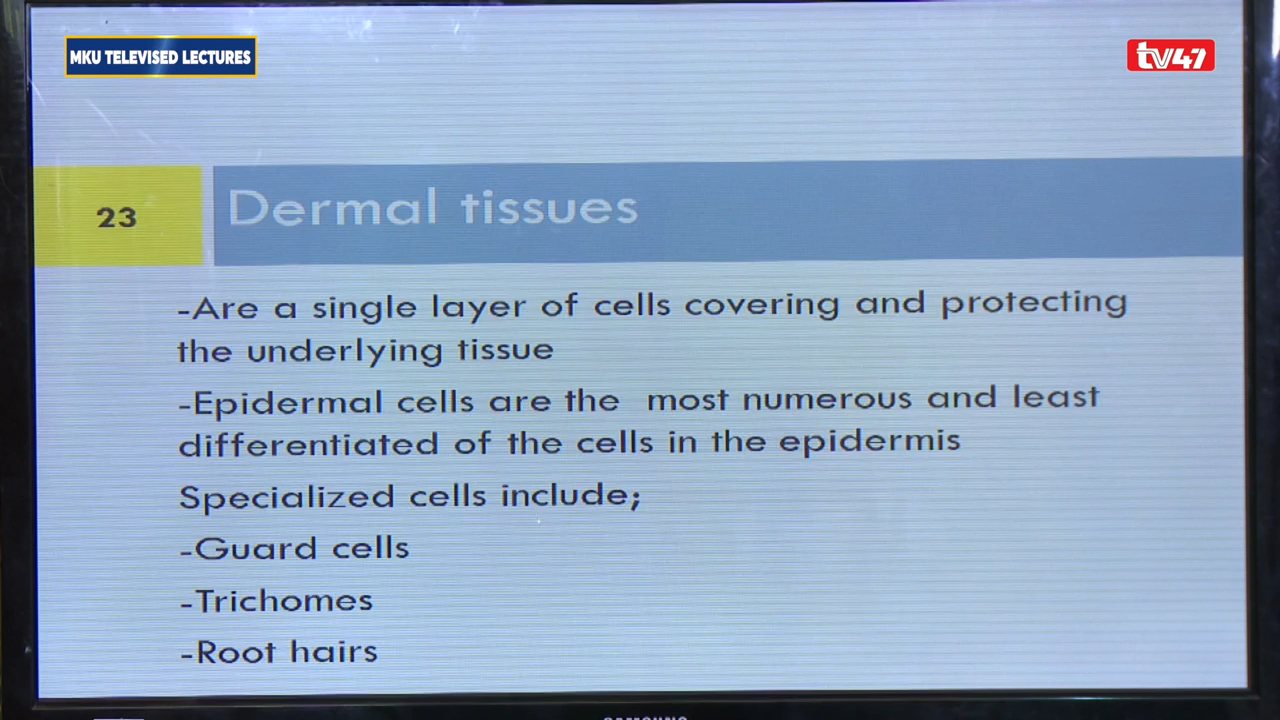 MKU TELEVISED LECTURES
tv47
23
Dermal tissues
-Are a single layer of cells covering and protecting
the underlying tissue
-Epidermal cells are the most numerous and least
differentiated of the cells in the epidermis
Specialized cells include;
-Guard cells
-Trichomes
-Root hairs
SAMSUNG